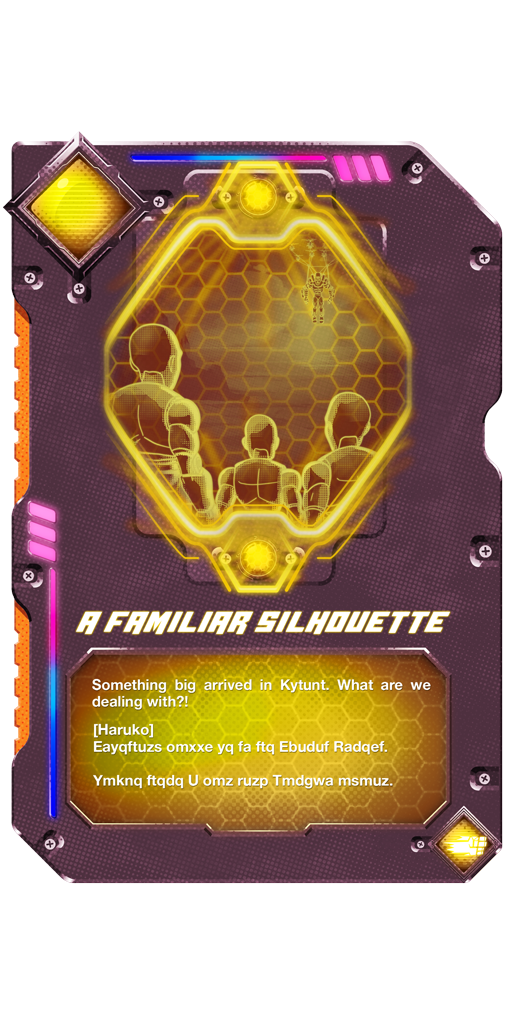 A FAMILIAR SILHOUETTE
Something big arrived in Kytunt. What are we
dealing with?!
[Haruko]
Eayqftuzs omxxe yq fa ftq Ebuduf Radqef.
Ymknq ftqdq U omz ruzp Tmdgwa msmuz.